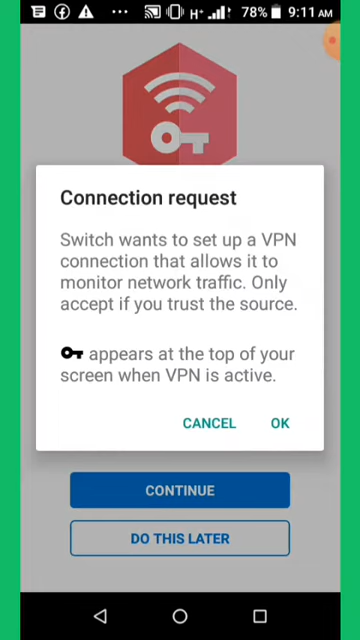 H+ 78% 9:11 AM
Connection request
Switch wants to set up a VPN
connection that allows it to
monitor network traffic. Only
accept if you trust the source.
appears at the top of your
screen when VPN is active.
CANCEL OK
CONTINUE
DO THIS LATER